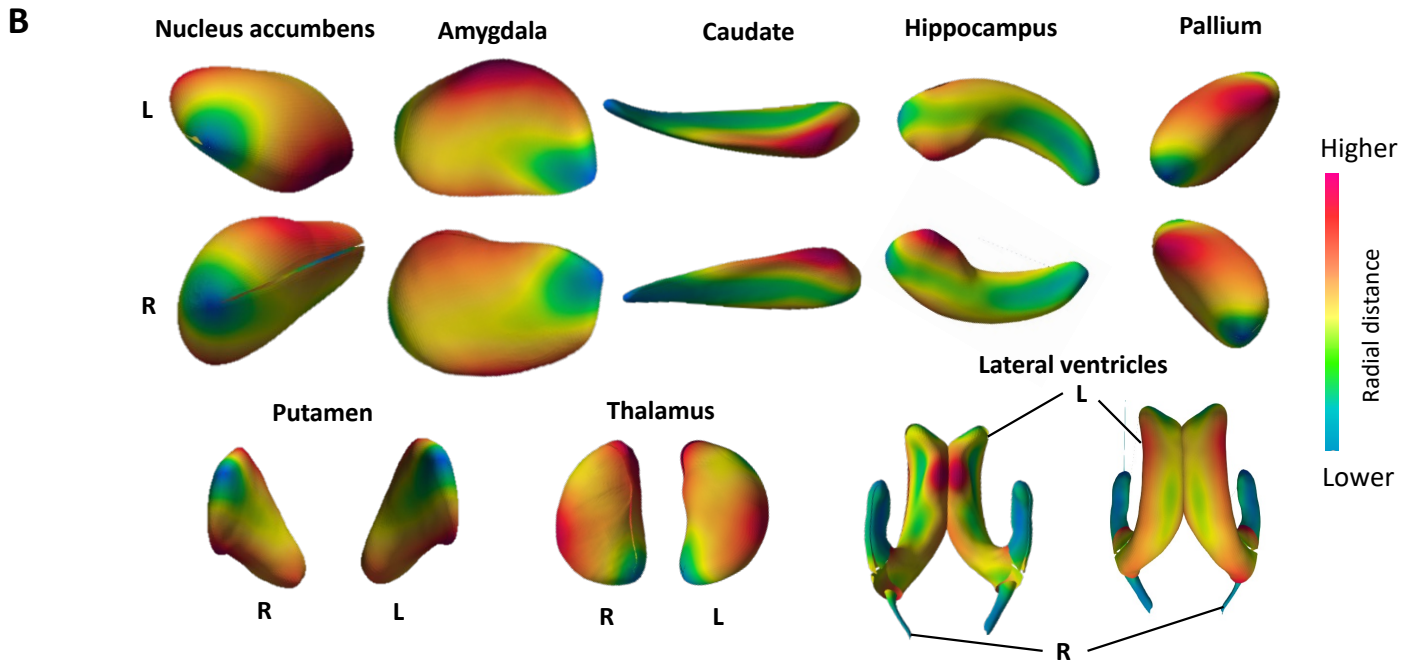 B
Nucleus accumbens
Amygdala
Caudate
Hippocampus
Pallium
L
R
Higher
Radial distance
Lower
Putamen
R
L
Thalamus
R
L
Lateral ventricles
L
R